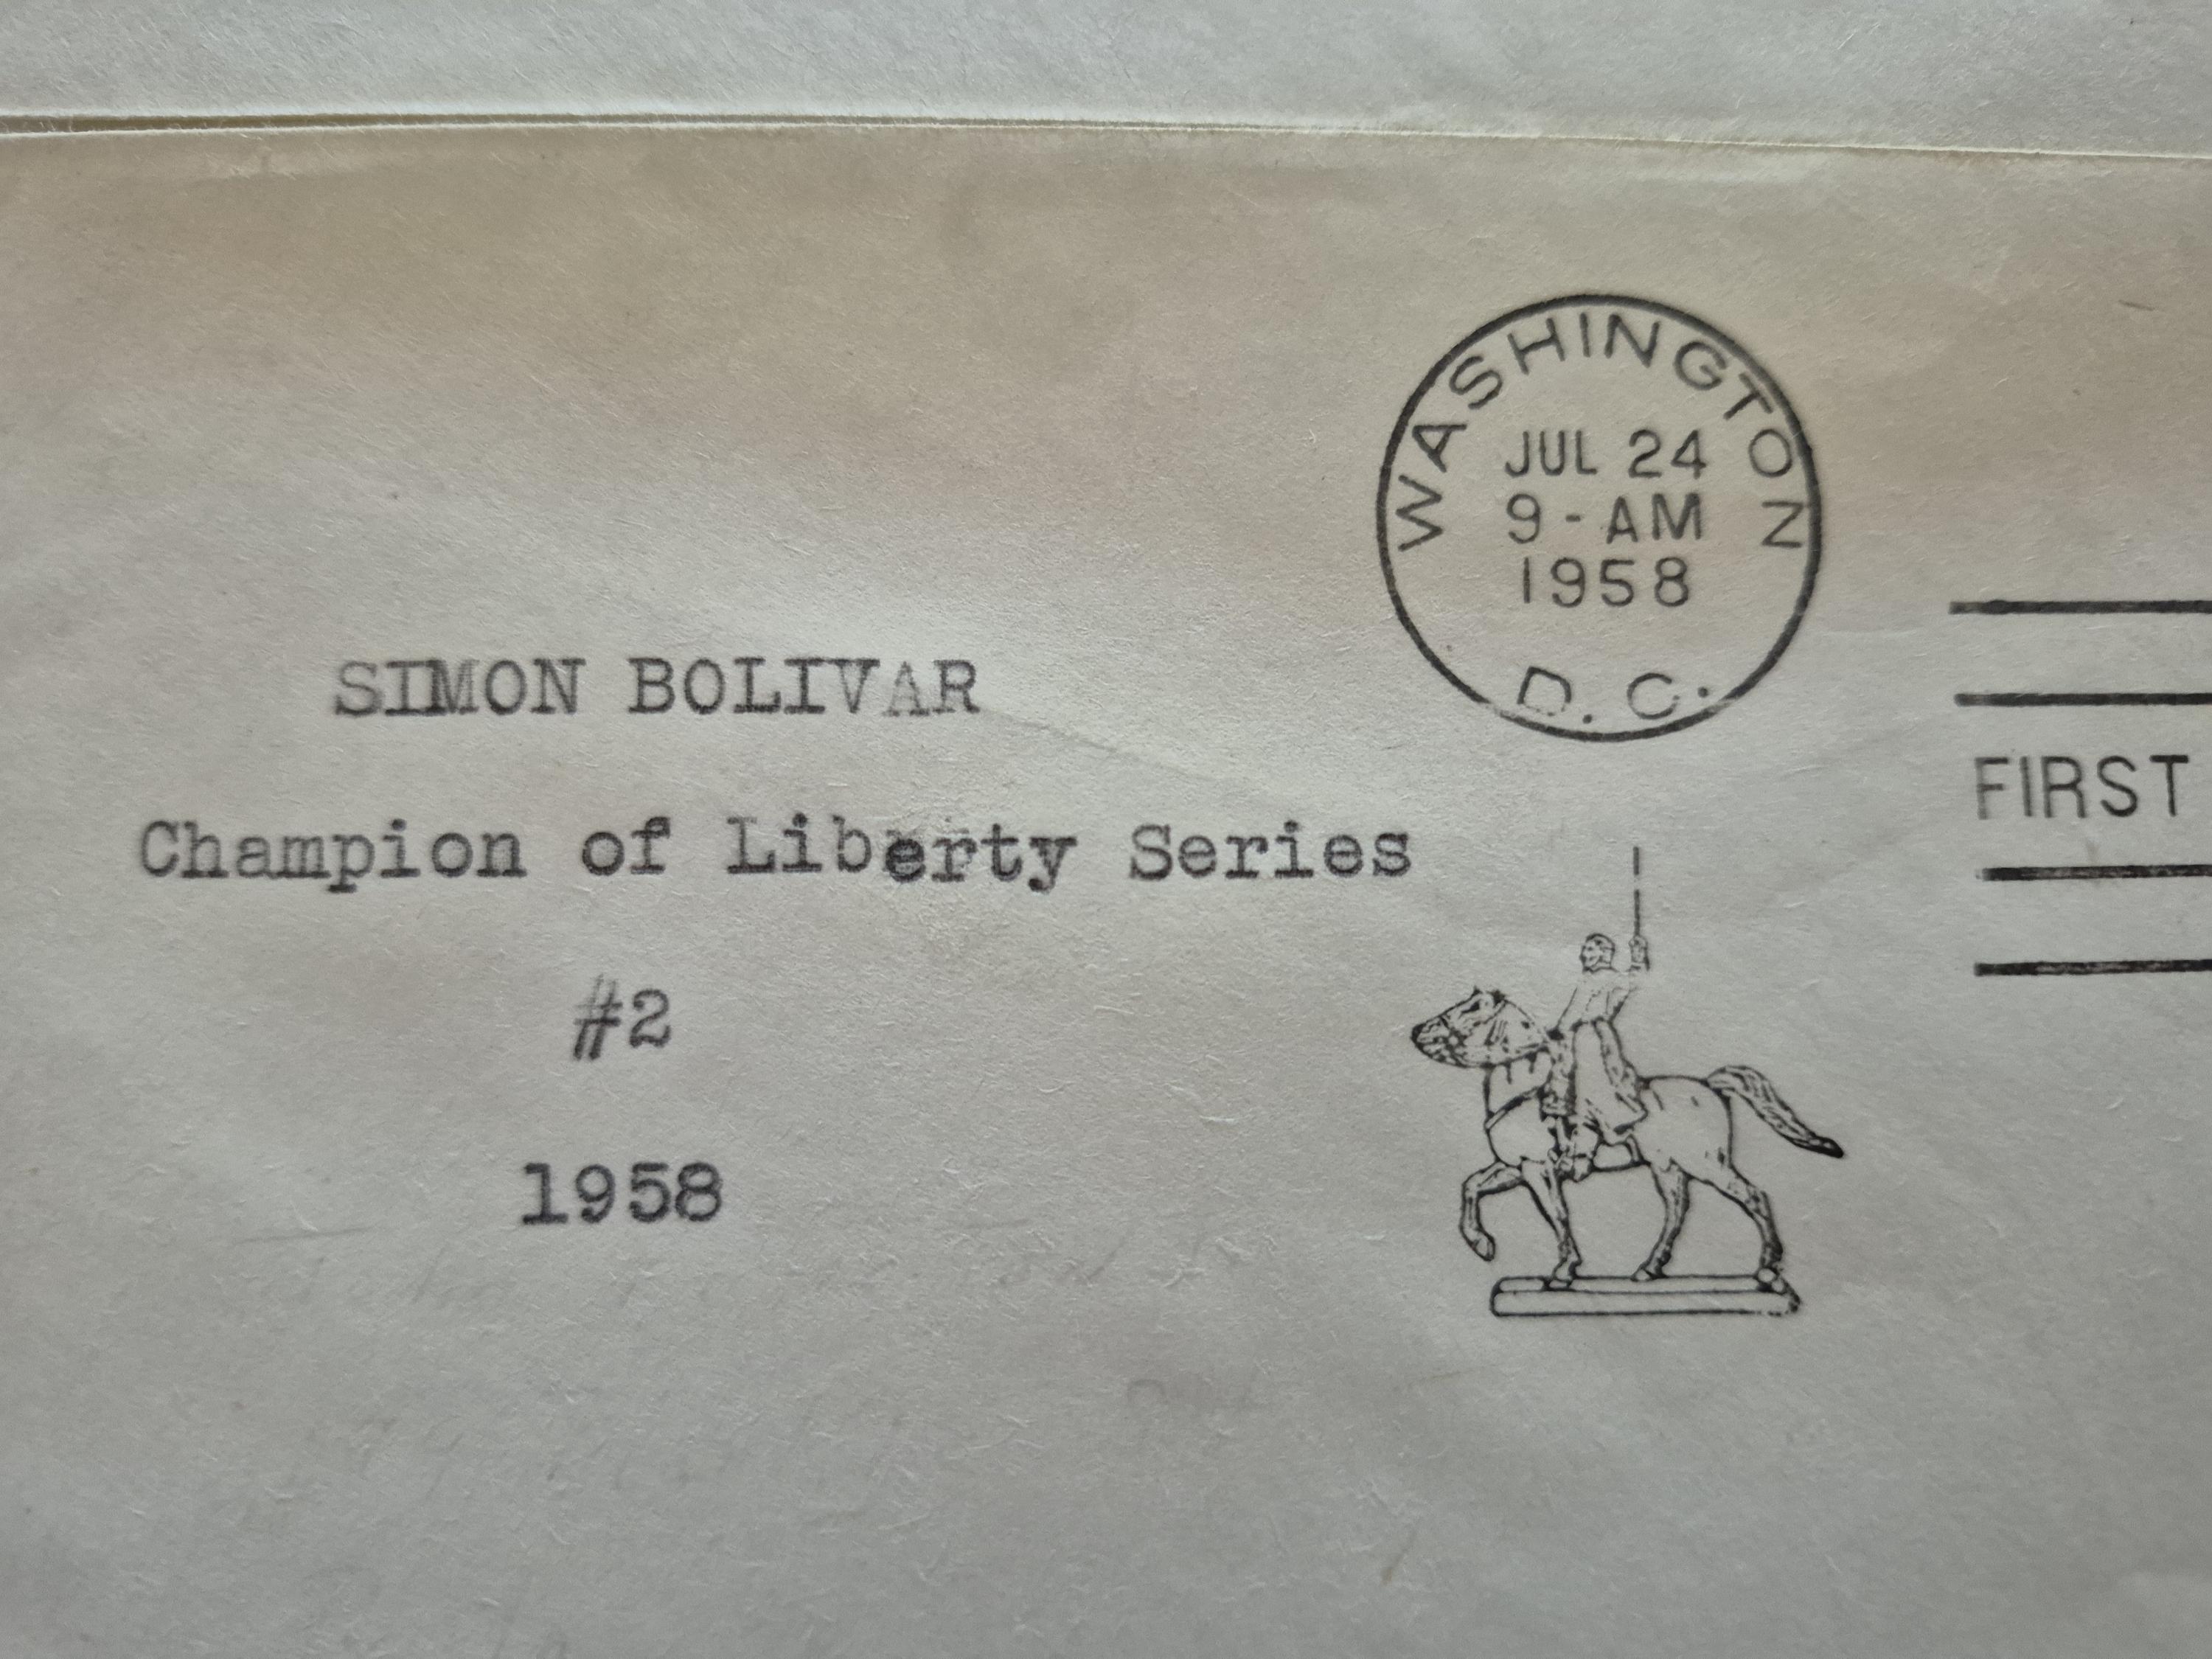 WASHINGTON
JUL 24
9-AM
1958
D.C.
SIMON BOLIVAR
FIRST
Champion of Liberty Series
#2
1958